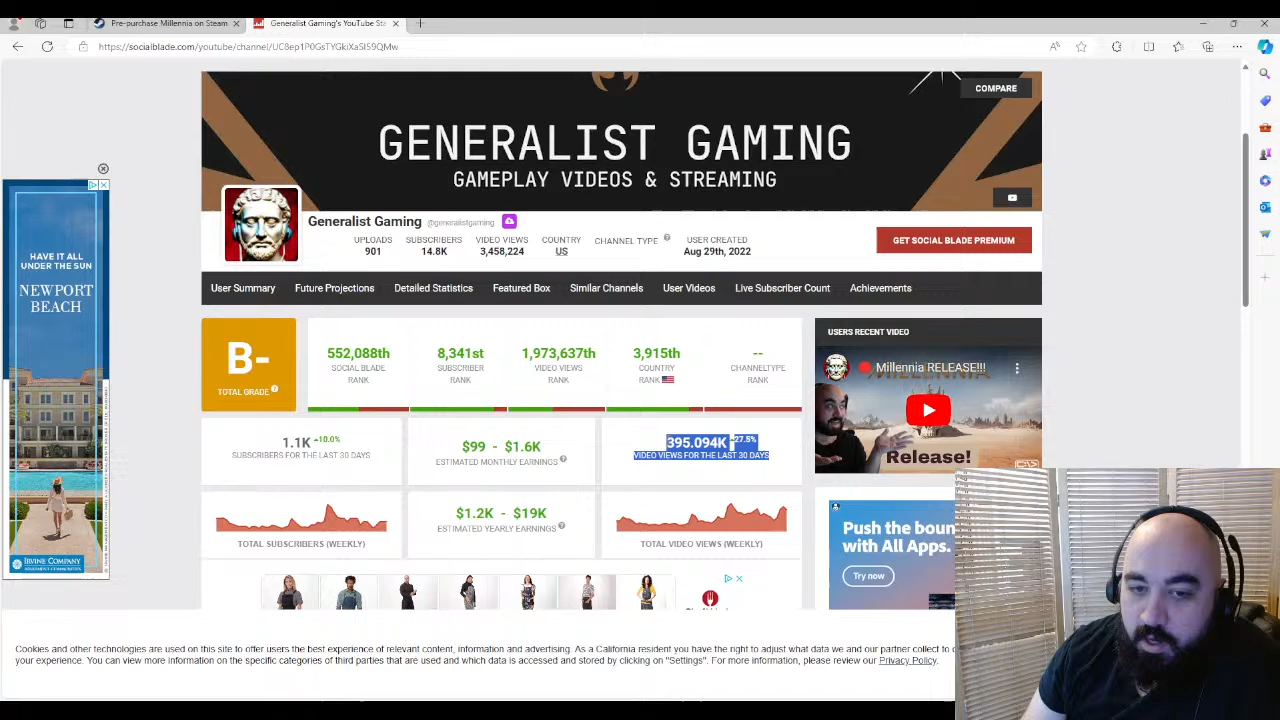 Pre-purchase Millennia on Steam
Generalist Gaming's YouTube Sta
https://socialblade.com/youtube/channel/UC8ep1P0GsTYGkiXaSI59QMw
COMPARE
GENERALIST GAMING
GAMEPLAY VIDEOS & STREAMING
Generalist Gaming @generalistgaming
UPLOADS SUBSCRIBERS VIDEO VIEWS COUNTRY CHANNEL TYPE USER CREATED
901 14.8K 3,458,224 US Aug 29th, 2022
GET SOCIAL BLADE PREMIUM
User Summary Future Projections Detailed Statistics Featured Box Similar Channels User Videos Live Subscriber Count Achievements
B-
TOTAL GRADE
552,088th 8,341st 1,973,637th 3,915th --
SOCIAL BLADE SUBSCRIBER VIDEO VIEWS COUNTRY CHANNELTYPE
RANK RANK RANK RANK RANK
1.1K +10.0%
SUBSCRIBERS FOR THE LAST 30 DAYS
$99 - $1.6K
ESTIMATED MONTHLY EARNINGS
395.094K -27.5%
VIDEO VIEWS FOR THE LAST 30 DAYS
TOTAL SUBSCRIBERS (WEEKLY)
$1.2K - $19K
ESTIMATED YEARLY EARNINGS
TOTAL VIDEO VIEWS (WEEKLY)
USERS RECENT VIDEO
Millennia RELEASE!!!
Release!
HAVE IT ALL
UNDER THE SUN
NEWPORT
BEACH
IRVINE COMPANY
Push the boun
with All Apps.
Try now
Cookies and other technologies are used on this site to offer users the best experience of relevant content, information and advertising. As a California resident you have the right to adjust what data we and our partner collect to
your experience. You can view more information on the specific categories of third parties that are used and which data is accessed and stored by clicking on "Settings". For more information, please review our Privacy Policy.